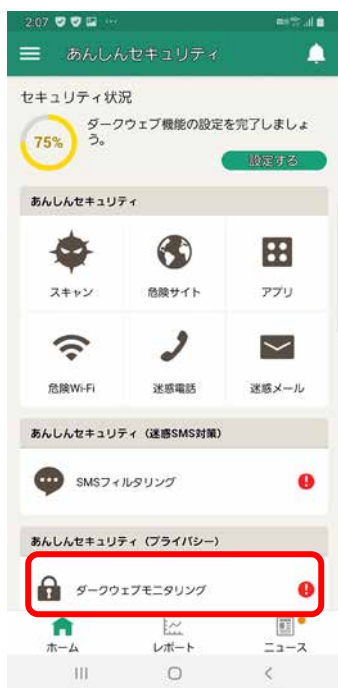 2:07
あんしんセキュリティ
セキュリティ状況
75%
ダークウェブ機能の設定を完了しましょ
う。
設定する
あんしんセキュリティ
スキャン
危険サイト
アプリ
危険Wi-Fi
迷惑電話
迷惑メール
あんしんセキュリティ（迷惑SMS対策）
SMSフィルタリング
あんしんセキュリティ（プライバシー）
ダークウェブモニタリング
ホーム
レポート
ニュース